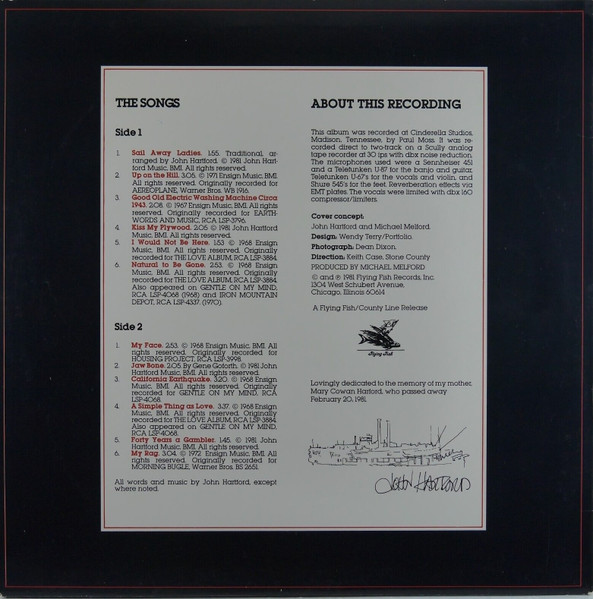 THE SONGS
Side 1
1. Sail Away Ladies. 1:55. Traditional, ar-
ranged by John Hartford. © 1981 John Hart-
ford Music, BMI. All rights reserved.
2. Up on the Hill. 3:05. © 1971 Ensign Music, BMI.
All rights reserved. Originally recorded for
AEROPLANE, Warner Bros. WB 1916.
3. Good Old Electric Washing Machine Circa
1943. 2:08. © 1967 Ensign Music, BMI. All rights
reserved. Originally recorded for EARTH-
WORDS AND MUSIC, RCA LSP-3796.
4. Kiss My Plywood. 2:05 © 1981 John Hartford
Music, BMI. All rights reserved.
5. I Would Not Be Here. 1:53 © 1968 Ensign
Music, BMI. All rights reserved. Originally
recorded for THE LOVE ALBUM, RCA LSP-3884.
6. Natural to Be Gone. 2:53. © 1968 Ensign
Music, BMI. All rights reserved. Originally
recorded for THE LOVE ALBUM, RCA LSP-3884.
Also appeared on GENTLE ON MY MIND,
RCA LSP-4068 (1968) and IRON MOUNTAIN
DEPOT, RCA LSP-4337. (1970).
Side 2
1. My Face. 2:53. © 1968 Ensign Music, BMI. All
rights reserved. Originally recorded for
HOUSING PROJECT, RCA LSP-3998.
2. Jaw Bone. 2:05. By Gene Goforth. © 1981 John
Hartford Music, BMI. All rights reserved.
3. California Earthquake. 3:20. © 1968 Ensign
Music, BMI. All rights reserved. Originally
recorded for GENTLE ON MY MIND, RCA
LSP-4068.
4. A Simple Thing as Love. 3:37. © 1968 Ensign
Music, BMI. All rights reserved. Originally
recorded for THE LOVE ALBUM, RCA LSP-3884.
Also appeared on GENTLE ON MY MIND,
RCA LSP-4068.
5. Forty Years a Gambler. 1:45. © 1981 John
Hartford Music, BMI. All rights reserved.
6. My Rag. 3:04. © 1972 Ensign Music, BMI. All
rights reserved. Originally recorded for
MORNING BUGLE, Warner Bros. BS 2651.
All words and music by John Hartford, except
where noted.
ABOUT THIS RECORDING
This album was recorded at Cinderella Studios,
Madison, Tennessee, by Paul Moss. It was re-
corded direct to two-track on a Scully analog
tape recorder at 30 ips with dbx noise reduction.
The microphones used were a Sennheiser 451
and a Telefunken U-87 for the banjo and guitar,
Telefunken U-67's for the vocals and violin, and
Shure 545's for the feet. Reverberation effects via
EMT plates. The vocals were limited with dbx 160
compressor/limiters.
Cover concept:
John Hartford and Michael Melford.
Design: Wendy Terry/Portfolio.
Photograph: Dean Dixon.
Direction: Keith Case, Stone County
PRODUCED BY MICHAEL MELFORD
© and ℗ 1981 Flying Fish Records, Inc.
1304 West Schubert Avenue,
Chicago, Illinois 60614
A Flying Fish/County Line Release
Flying Fish
Lovingly dedicated to the memory of my mother,
Mary Cowan Hartford, who passed away
February 20, 1981.
JOHN HARTFORD